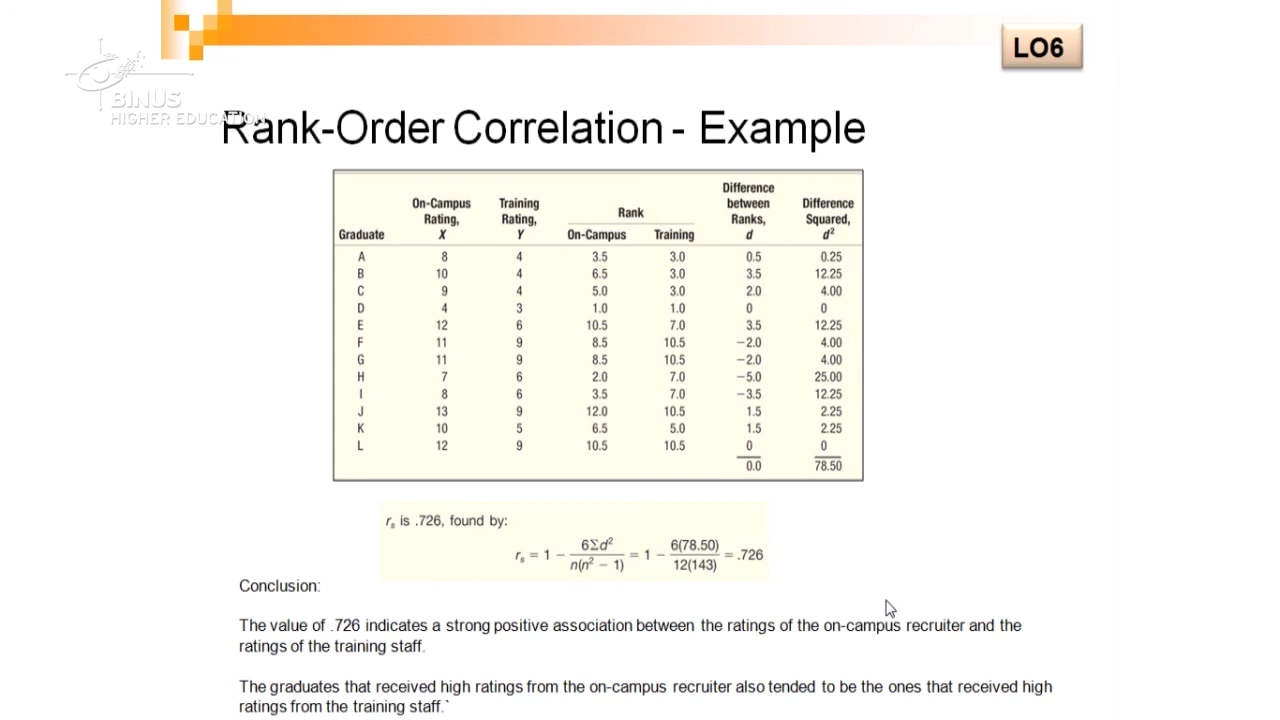 LO6
BINUS
HIGHER EDUCATION
Rank-Order Correlation - Example
Graduate On-Campus Rating, X Training Rating, Y Rank On-Campus Training Difference between Ranks, d Difference Squared, d²
A 8 4 3.5 3.0 0.5 0.25
B 10 4 6.5 3.0 3.5 12.25
C 9 4 5.0 3.0 2.0 4.00
D 4 3 1.0 1.0 0 0
E 12 6 10.5 7.0 3.5 12.25
F 11 9 8.5 10.5 −2.0 4.00
G 11 9 8.5 10.5 −2.0 4.00
H 7 6 2.0 7.0 −5.0 25.00
I 8 6 3.5 7.0 −3.5 12.25
J 13 9 12.0 10.5 1.5 2.25
K 10 5 6.5 5.0 1.5 2.25
L 12 9 10.5 10.5 0 0
0.0 78.50
rₛ is .726, found by:
rₛ = 1 − 6Σd² / n(n² − 1) = 1 − 6(78.50) / 12(143) = .726
Conclusion:
The value of .726 indicates a strong positive association between the ratings of the on-campus recruiter and the
ratings of the training staff.
The graduates that received high ratings from the on-campus recruiter also tended to be the ones that received high
ratings from the training staff.`